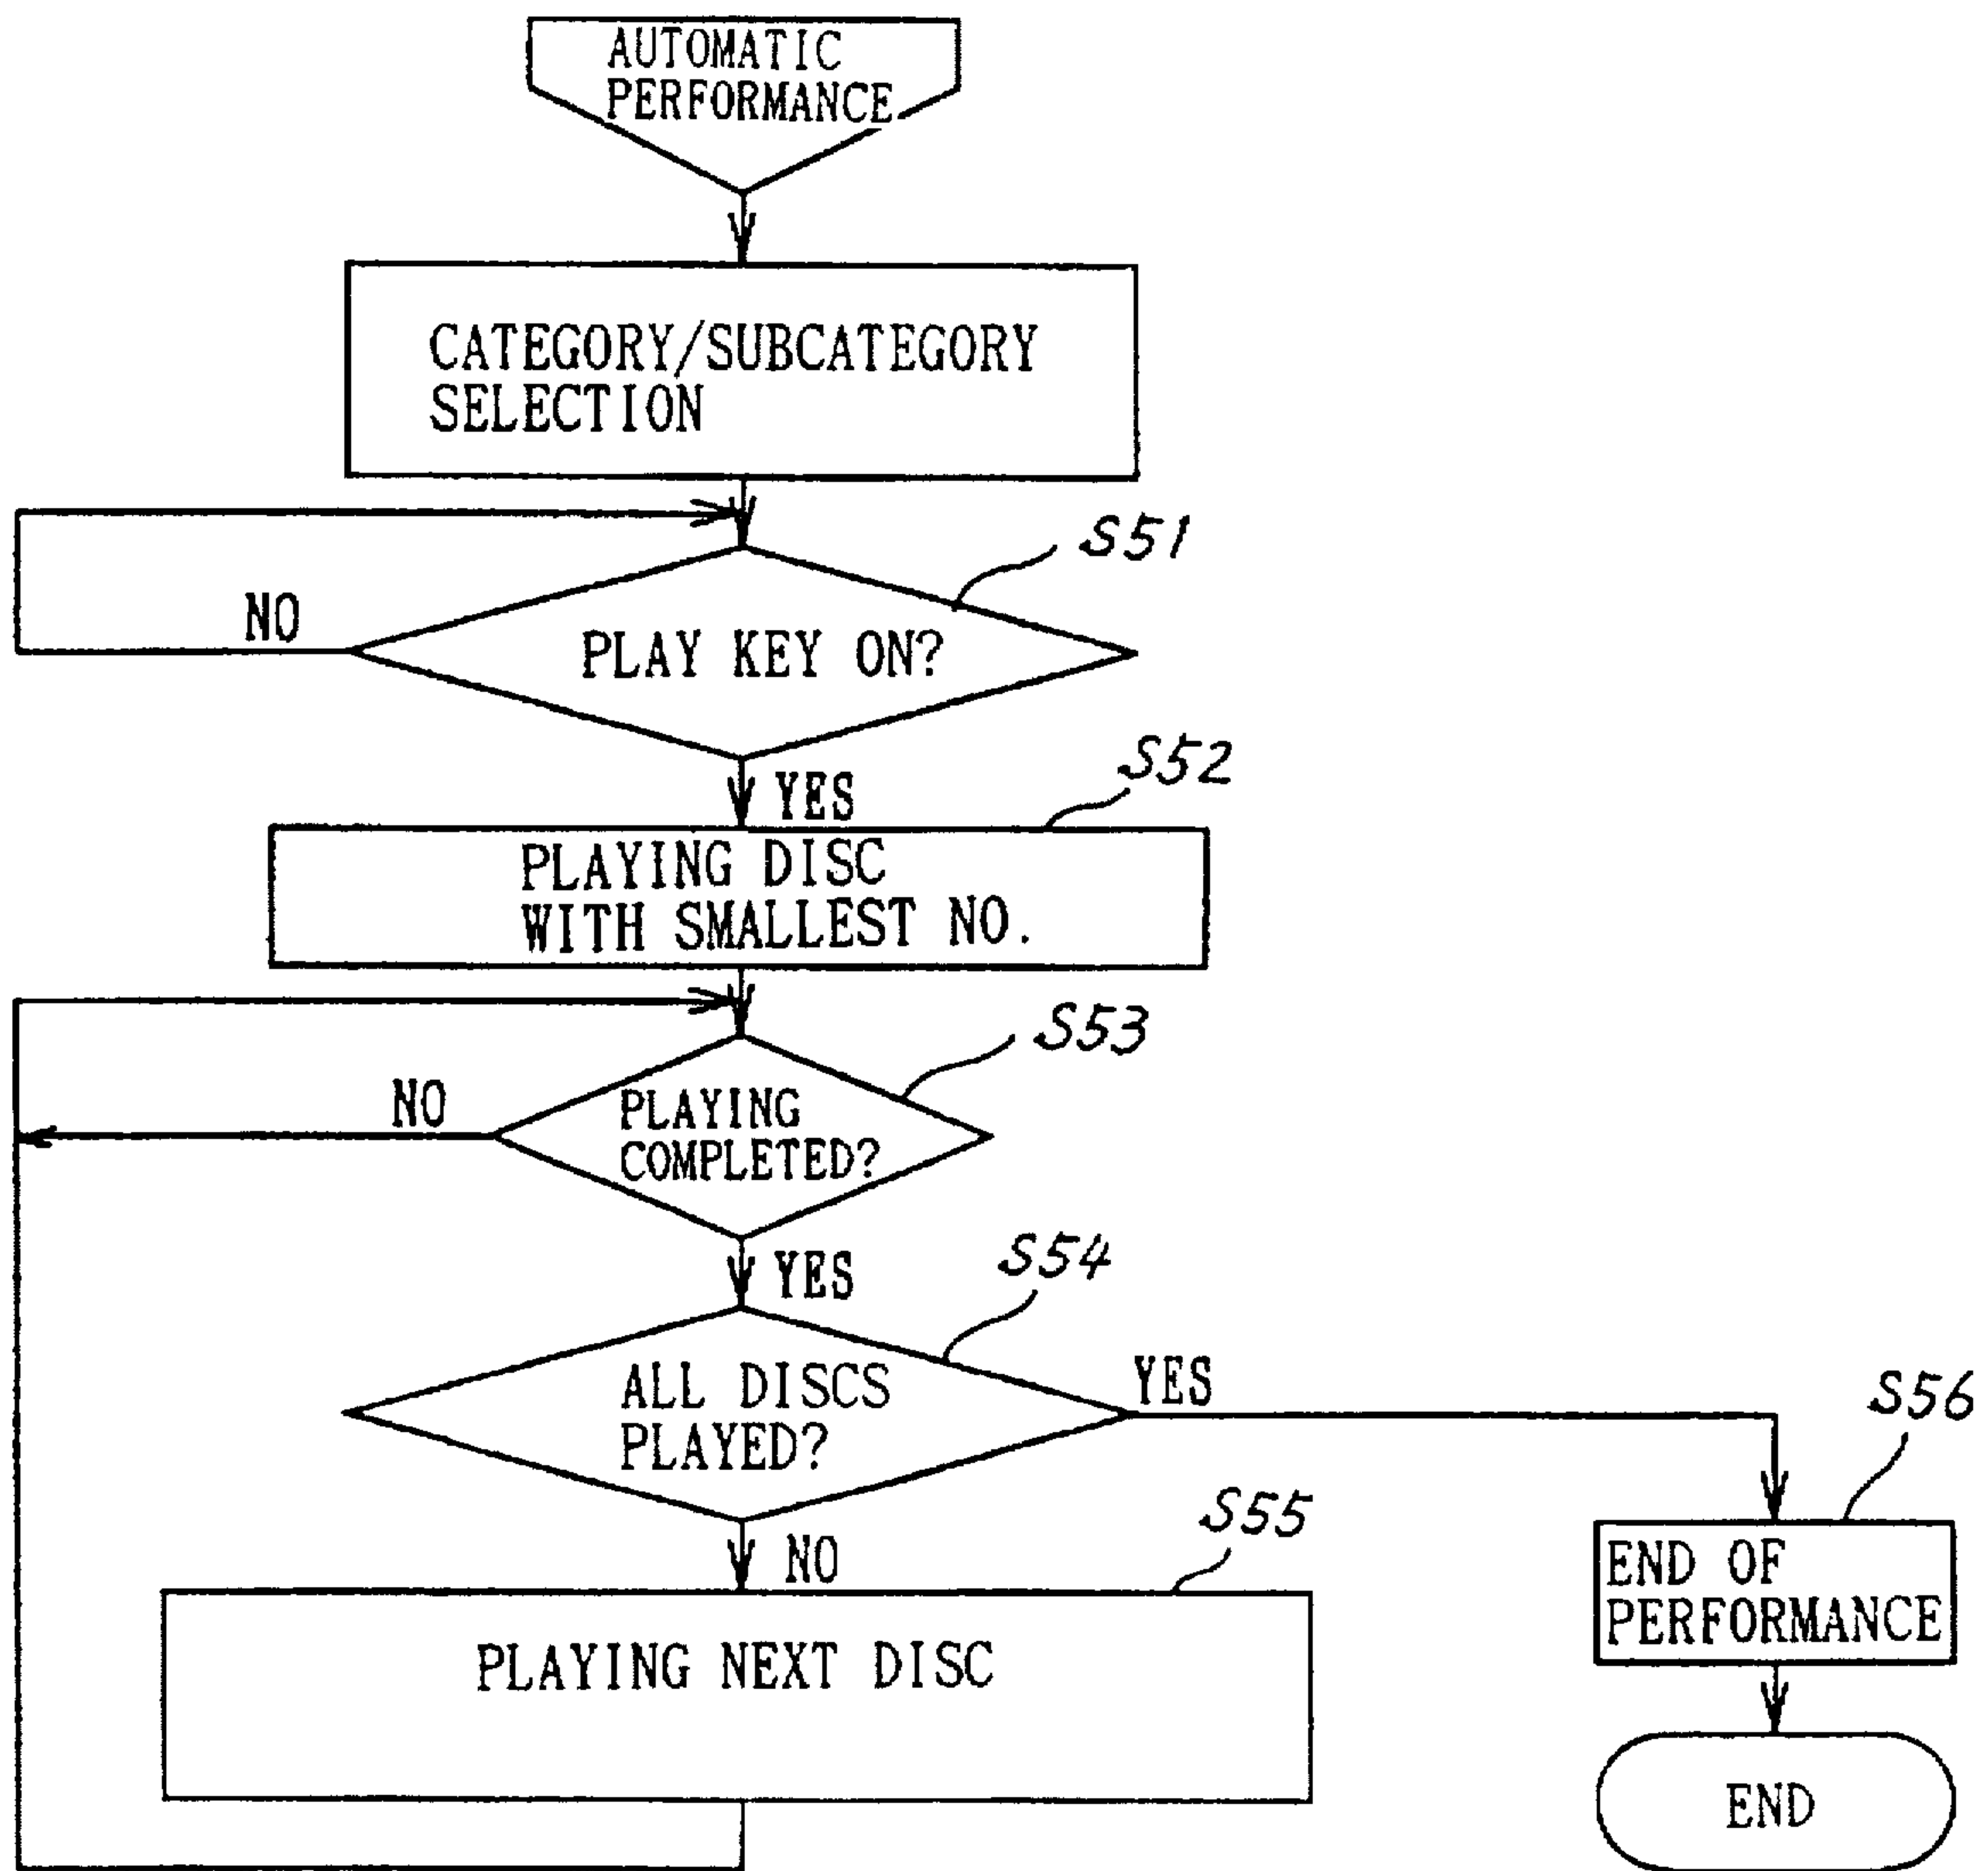 AUTOMATIC
PERFORMANCE
CATEGORY/SUBCATEGORY
SELECTION
S51
NO
PLAY KEY ON?
S52
YES
PLAYING DISC
WITH SMALLEST NO.
S53
NO
PLAYING
COMPLETED?
S54
YES
YES
ALL DISCS
PLAYED?
S56
S55
NO
END OF
PERFORMANCE
PLAYING NEXT DISC
END